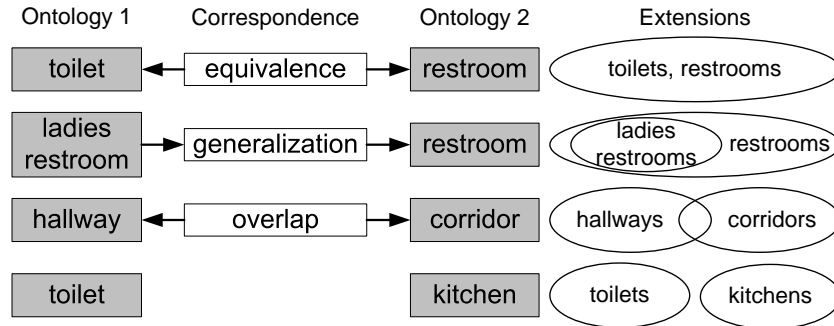 Ontology 1 Correspondence Ontology 2 Extensions
toilet equivalence restroom toilets, restrooms
ladies
restroom generalization restroom ladies
restrooms restrooms
hallway overlap corridor hallways corridors
toilet kitchen toilets kitchens